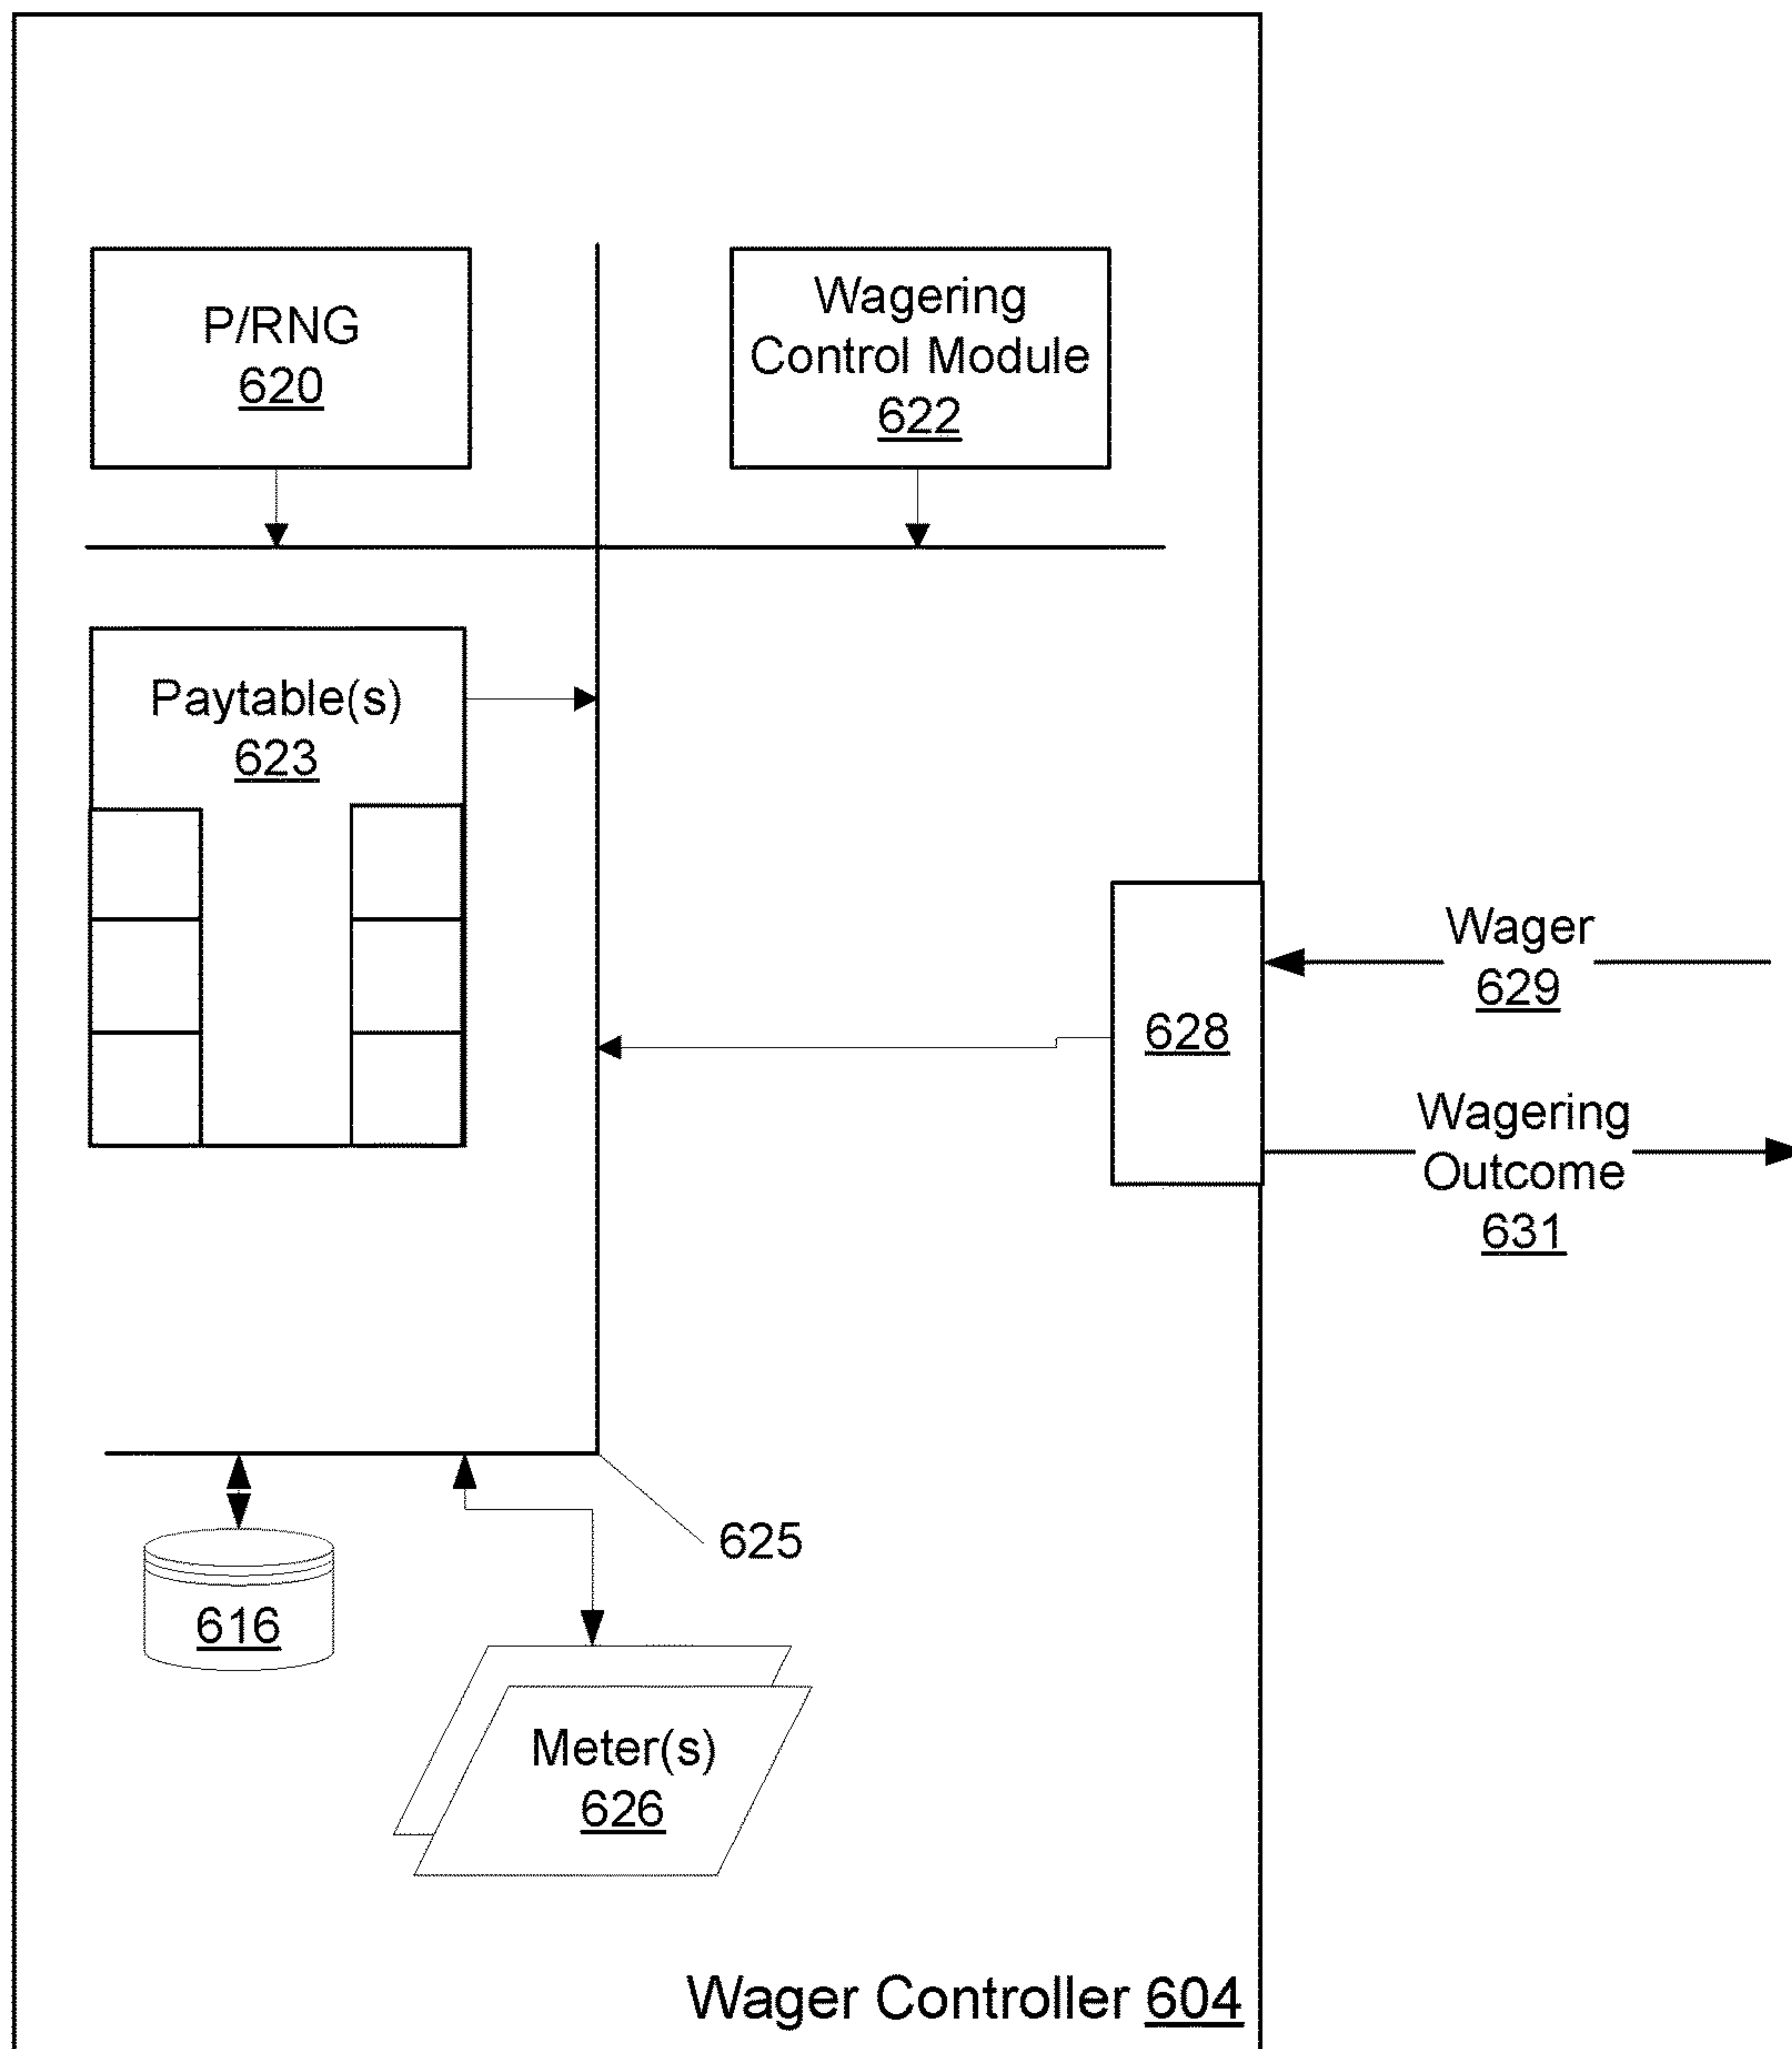 P/RNG
620
Wagering
Control Module
622
Paytable(s)
623
Wager
629
628
Wagering
Outcome
631
625
616
Meter(s)
626
Wager Controller 604